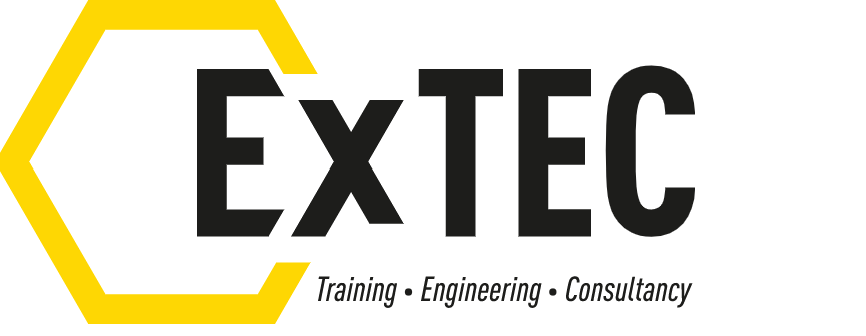 ExTEC
Training • Engineering • Consultancy